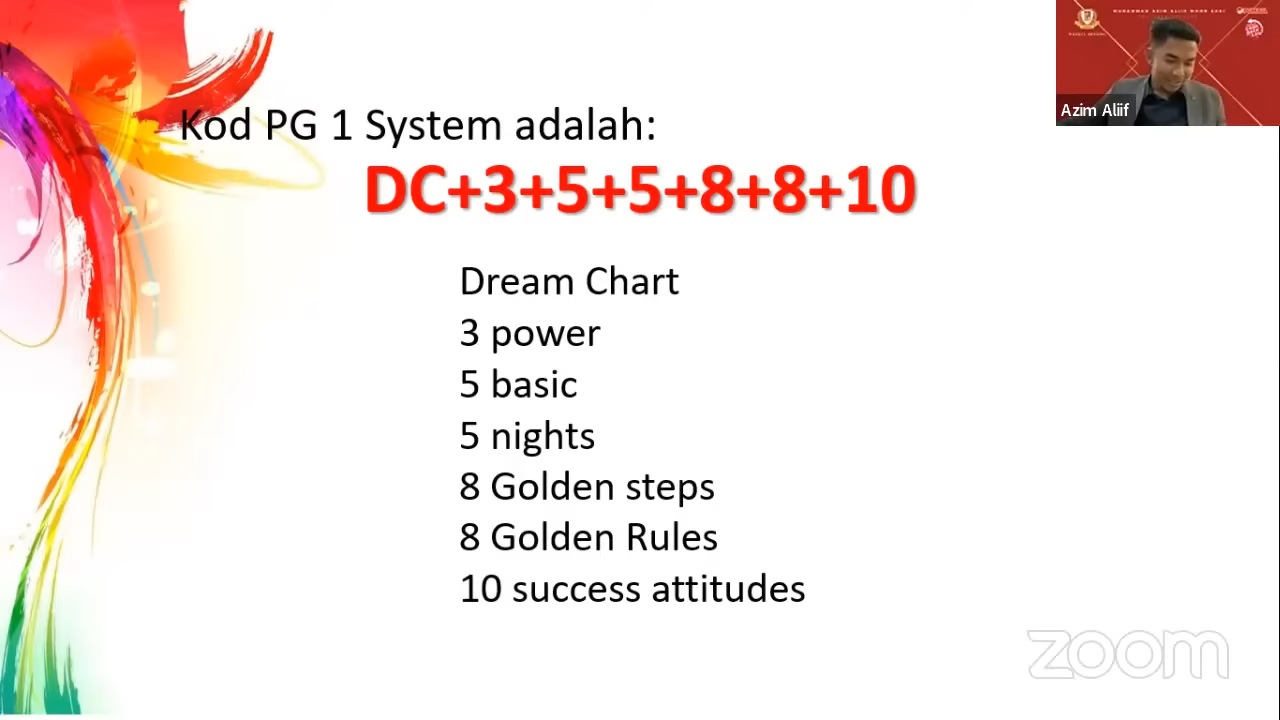 Kod PG 1 System adalah:
DC+3+5+5+8+8+10
Dream Chart
3 power
5 basic
5 nights
8 Golden steps
8 Golden Rules
10 success attitudes
Azim Aliif
zoom